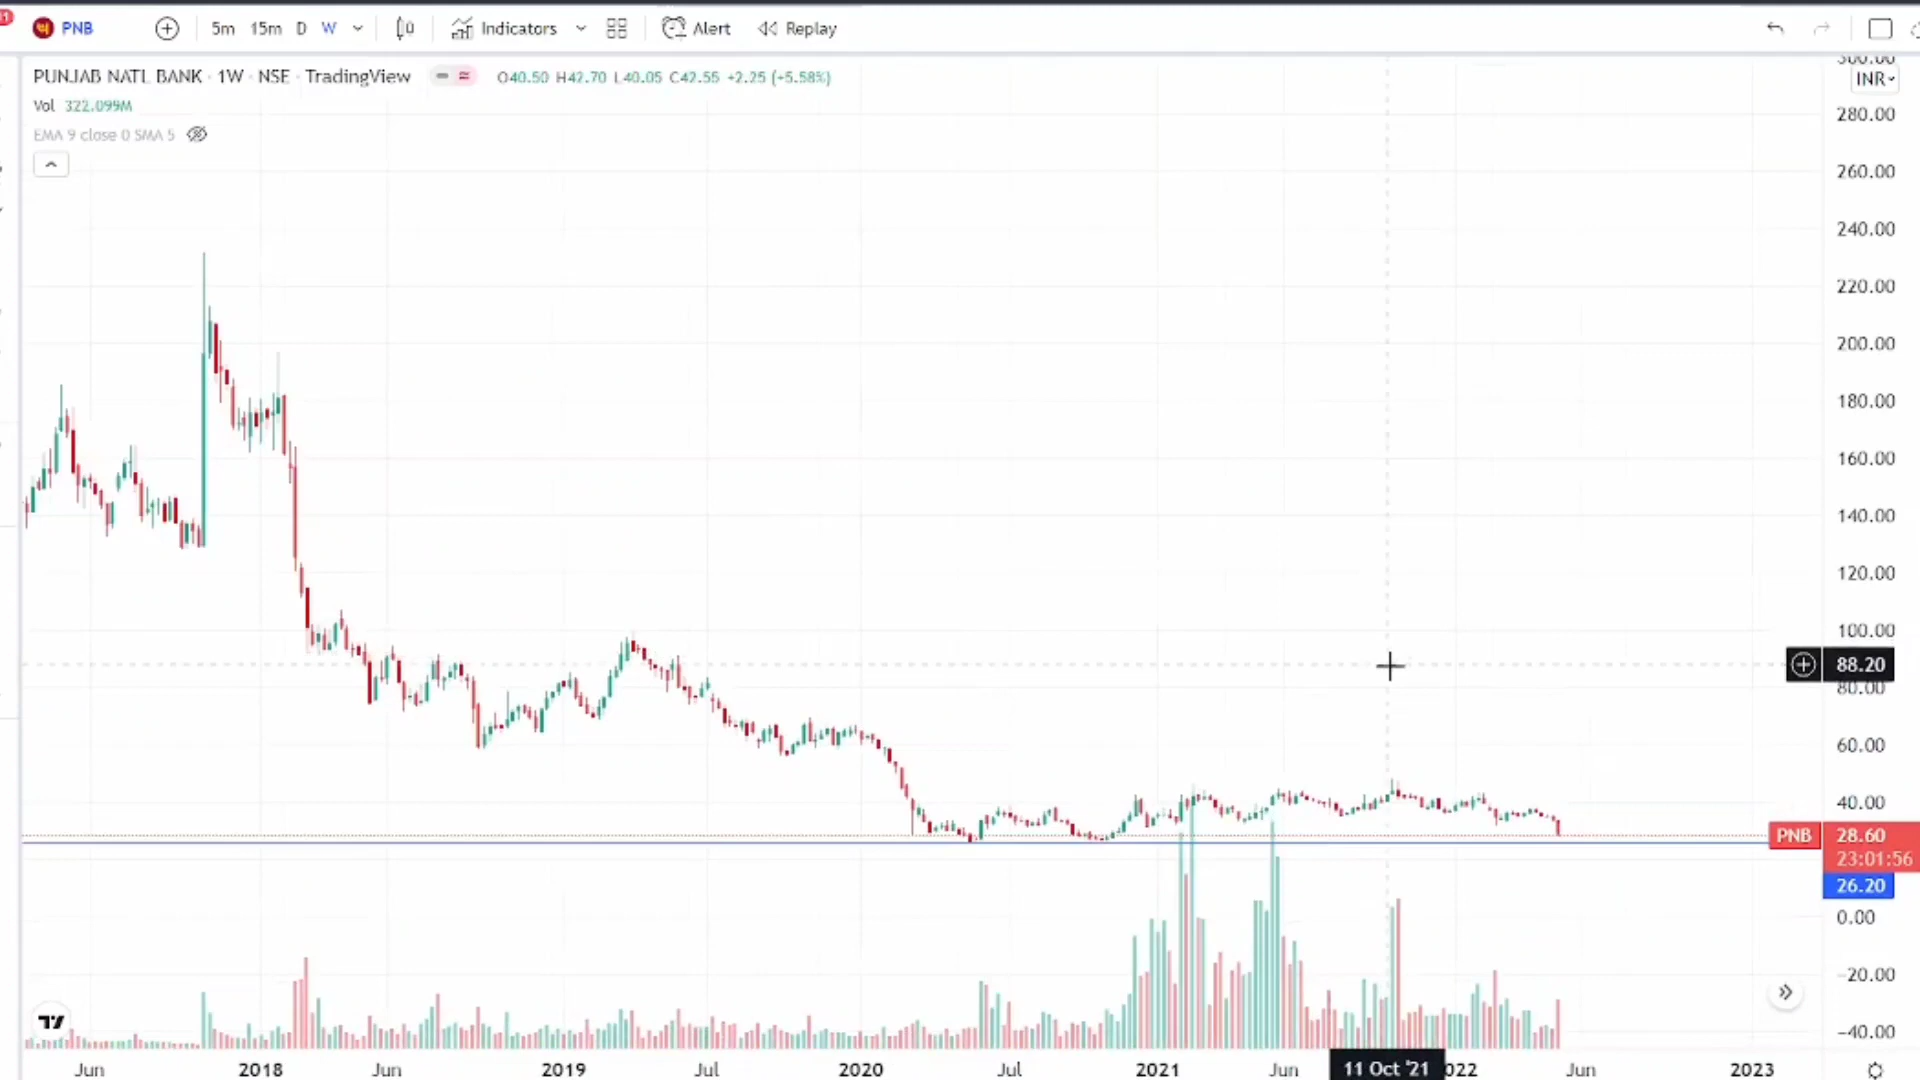 11
PNB
5m 15m D W
Indicators
Alert
Replay
PUNJAB NATL BANK · 1W · NSE · TradingView
O40.50 H42.70 L40.05 C42.55 +2.25 (+5.58%)
Vol 322.099M
EMA 9 close 0 SMA 5
300.00
INR
280.00
260.00
240.00
220.00
200.00
180.00
160.00
140.00
120.00
100.00
88.20
80.00
60.00
40.00
PNB 28.60
23:01:56
26.20
0.00
−20.00
−40.00
Jun 2018 Jun 2019 Jul 2020 Jul 2021 Jun 11 Oct '21 022 Jun 2023